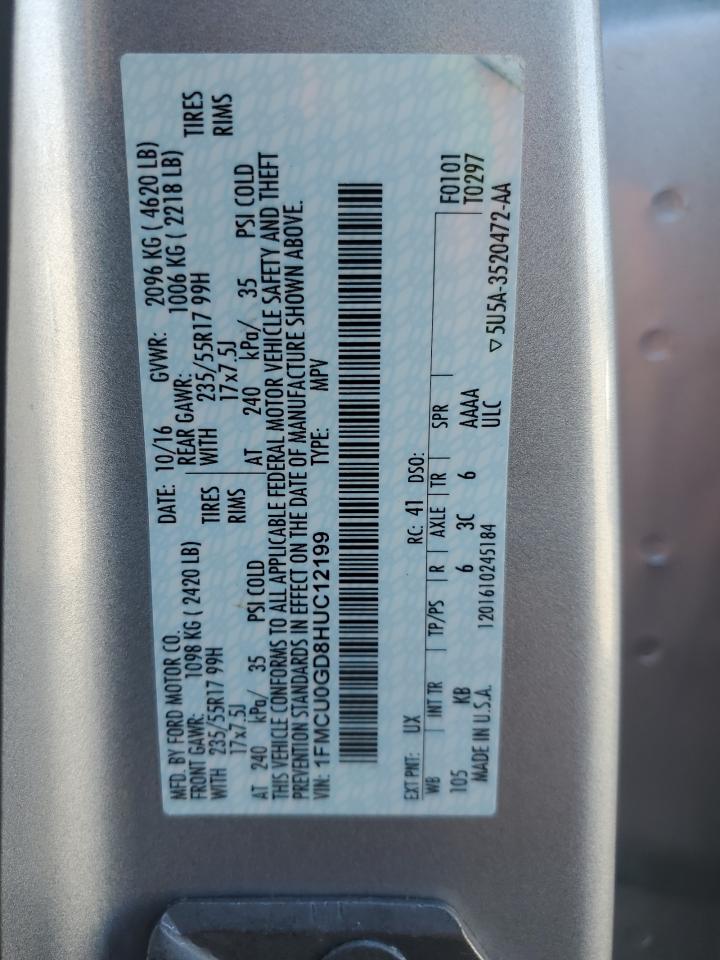 MFD. BY FORD MOTOR CO.
DATE: 10/16 GVWR: 2096 KG ( 4620 LB)
FRONT GAWR: 1098 KG ( 2420 LB)
REAR GAWR: 1006 KG ( 2218 LB)
WITH 235/55R17 99H TIRES
WITH 235/55R17 99H TIRES
17x7.5J RIMS
17x7.5J RIMS
AT 240 kPa/ 35 PSI COLD
AT 240 kPa/ 35 PSI COLD
THIS VEHICLE CONFORMS TO ALL APPLICABLE FEDERAL MOTOR VEHICLE SAFETY AND THEFT
PREVENTION STANDARDS IN EFFECT ON THE DATE OF MANUFACTURE SHOWN ABOVE.
VIN: 1FMCU0GD8HUC12199 TYPE: MPV
EXT PNT: UX RC: 41 DSO:
WB INT TR TP/PS R AXLE TR SPR F0101
105 KB 6 3C 6 AAAA T0297
ULC
MADE IN U.S.A. 1201610245184 ▽ 5U5A-3520472-AA